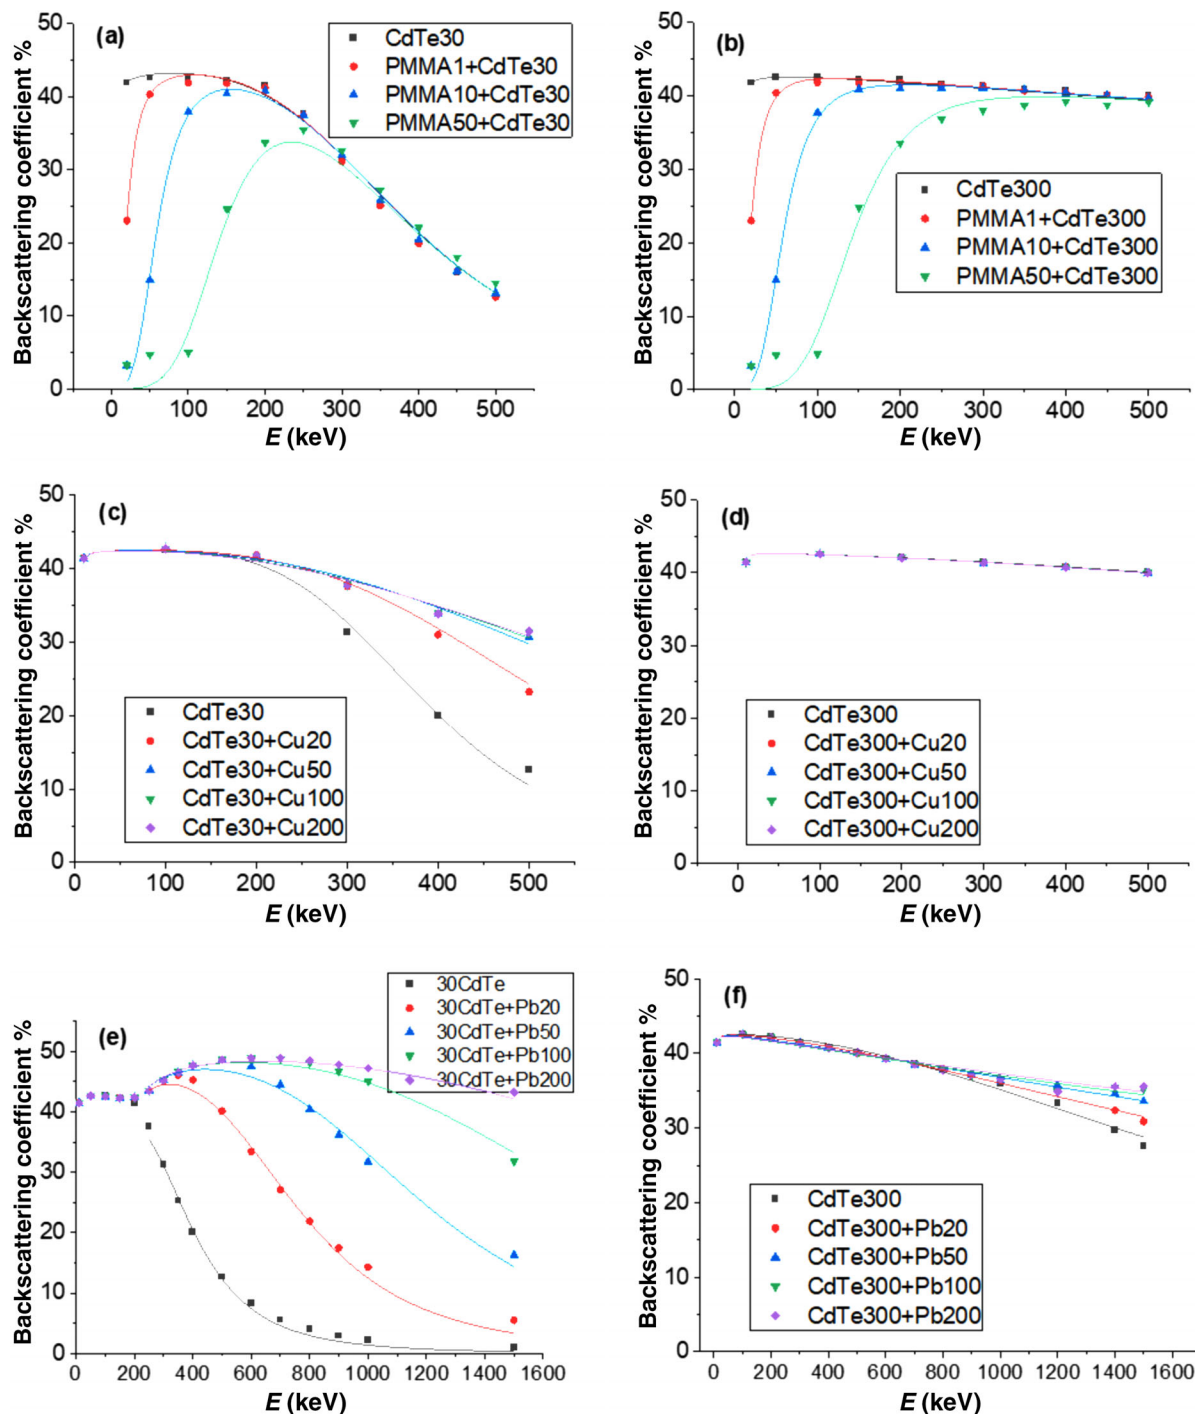 (a)
CdTe30
PMMA1+CdTe30
PMMA10+CdTe30
PMMA50+CdTe30
Backscattering coefficient %
50
40
30
20
10
0
0 100 200 300 400 500
E (keV)
(b)
CdTe300
PMMA1+CdTe300
PMMA10+CdTe300
PMMA50+CdTe300
Backscattering coefficient %
50
40
30
20
10
0
0 100 200 300 400 500
E (keV)
(c)
CdTe30
CdTe30+Cu20
CdTe30+Cu50
CdTe30+Cu100
CdTe30+Cu200
Backscattering coefficient %
50
40
30
20
10
0
0 100 200 300 400 500
E (keV)
(d)
CdTe300
CdTe300+Cu20
CdTe300+Cu50
CdTe300+Cu100
CdTe300+Cu200
Backscattering coefficient %
50
40
30
20
10
0
0 100 200 300 400 500
E (keV)
(e)
30CdTe
30CdTe+Pb20
30CdTe+Pb50
30CdTe+Pb100
30CdTe+Pb200
Backscattering coefficient %
50
40
30
20
10
0
0 200 400 600 800 1000 1200 1400 1600
E (keV)
(f)
CdTe300
CdTe300+Pb20
CdTe300+Pb50
CdTe300+Pb100
CdTe300+Pb200
Backscattering coefficient %
50
40
30
20
10
0
0 200 400 600 800 1000 1200 1400 1600
E (keV)